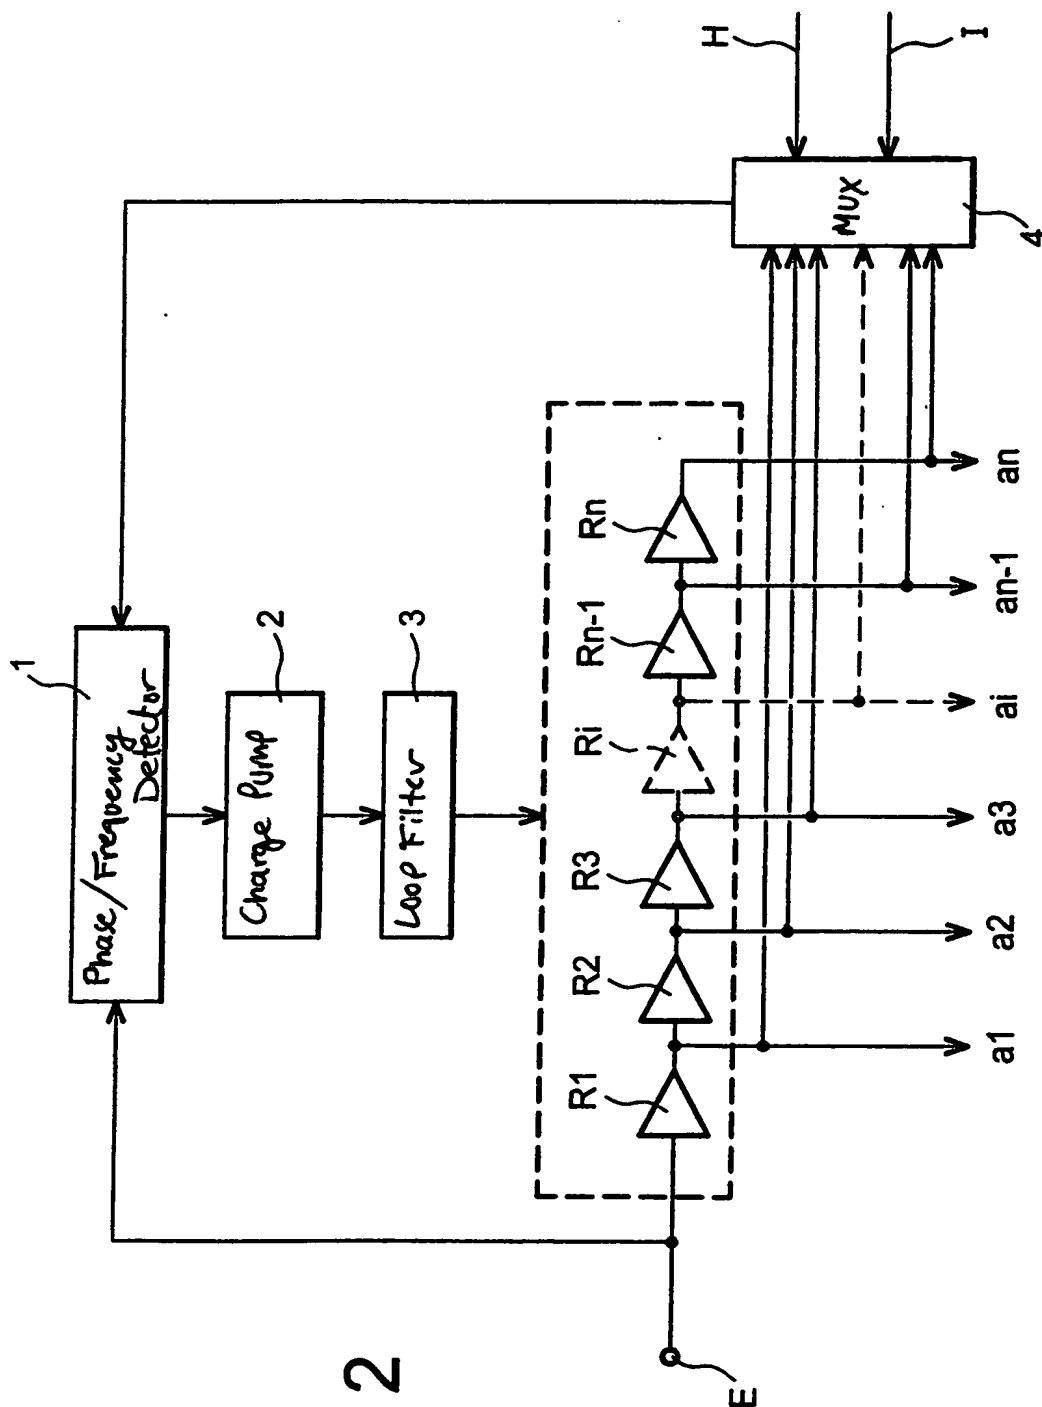 1
Phase/Frequency
Detector
2
Charge Pump
3
Loop Filter
R1
R2
R3
Ri
Rn-1
Rn
a1
a2
a3
ai
an-1
an
MUX
4
H
I
E
2